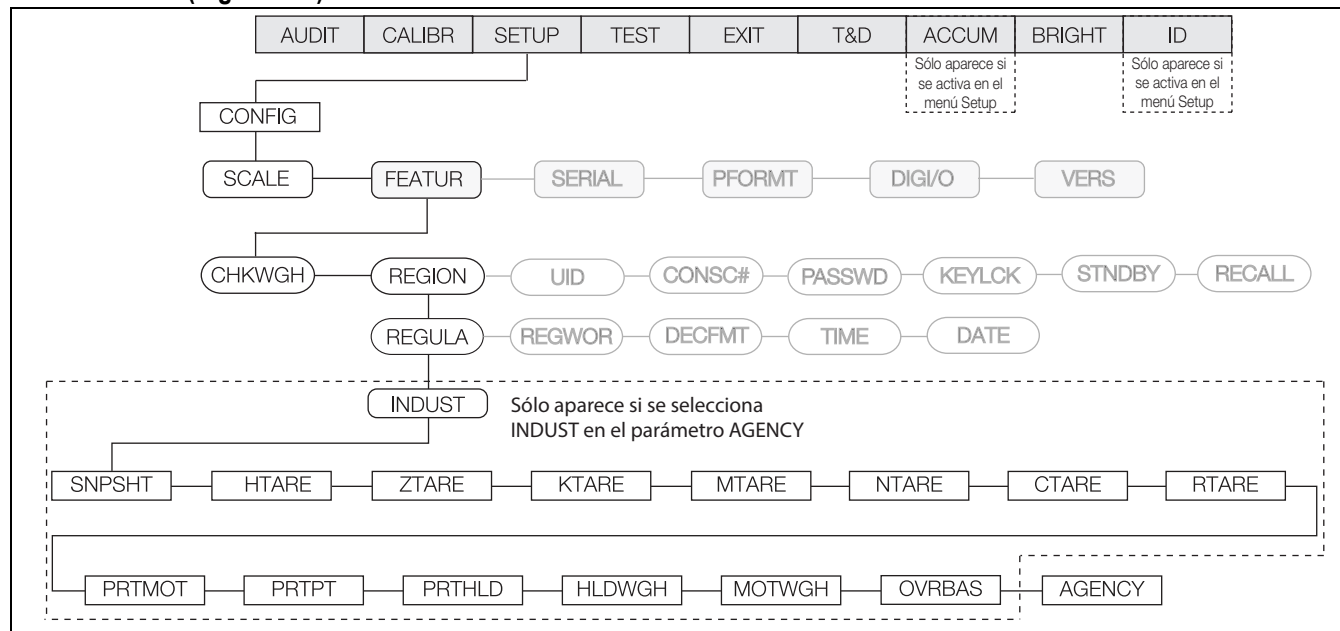 AUDIT CALIBR SETUP TEST EXIT T&D ACCUM BRIGHT ID
Sólo aparece si
se activa en el
menú Setup
Sólo aparece si
se activa en el
menú Setup
CONFIG
SCALE FEATUR SERIAL PFORMT DIGI/O VERS
CHKWGH REGION UID CONSC# PASSWD KEYLCK STNDBY RECALL
REGULA REGWOR DECFMT TIME DATE
INDUST
Sólo aparece si se selecciona
INDUST en el parámetro AGENCY
SNPSHT HTARE ZTARE KTARE MTARE NTARE CTARE RTARE
PRTMOT PRTPT PRTHLD HLDWGH MOTWGH OVRBAS AGENCY